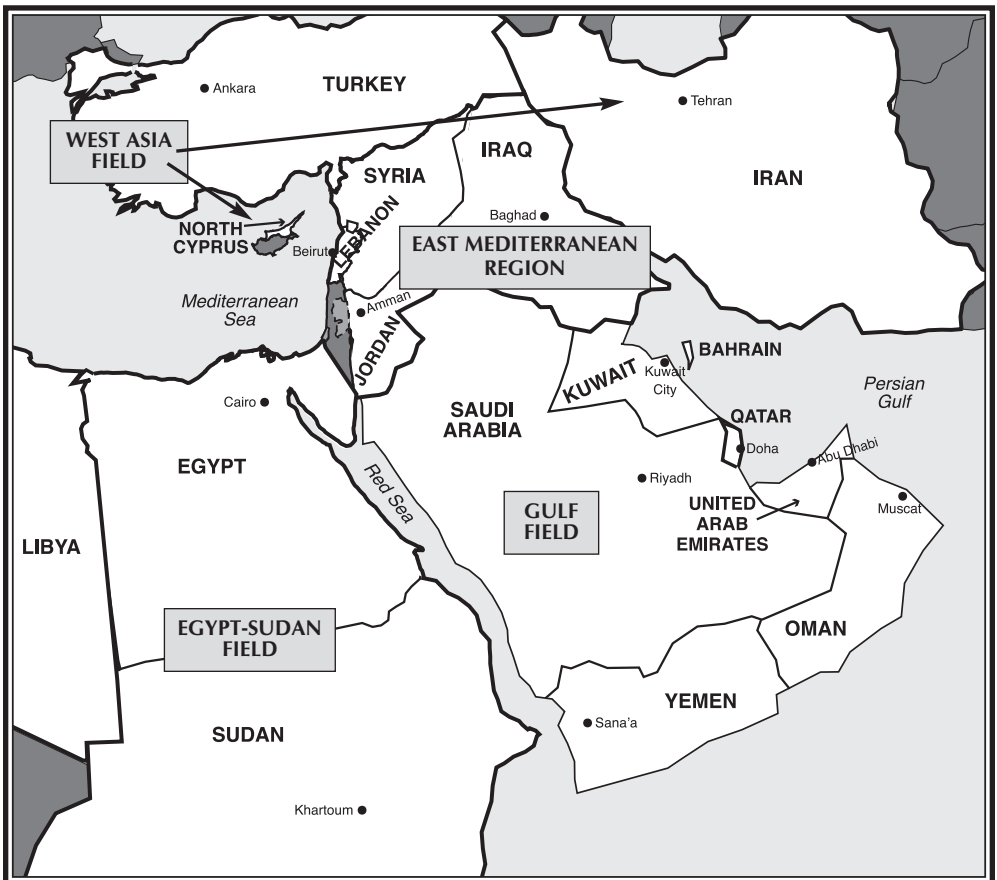 Ankara
TURKEY
Tehran
WEST ASIA
FIELD
IRAQ
SYRIA
IRAN
Baghad
NORTH
CYPRUS
LEBANON
Beirut
EAST MEDITERRANEAN
REGION
Mediterranean
Sea
Amman
JORDAN
BAHRAIN
KUWAIT
Kuwait
City
Persian
Gulf
Cairo
SAUDI
ARABIA
QATAR
Doha
Abu Dhabi
EGYPT
Red Sea
Riyadh
UNITED
ARAB
EMIRATES
Muscat
GULF
FIELD
LIBYA
EGYPT-SUDAN
FIELD
OMAN
YEMEN
Sana'a
SUDAN
Khartoum